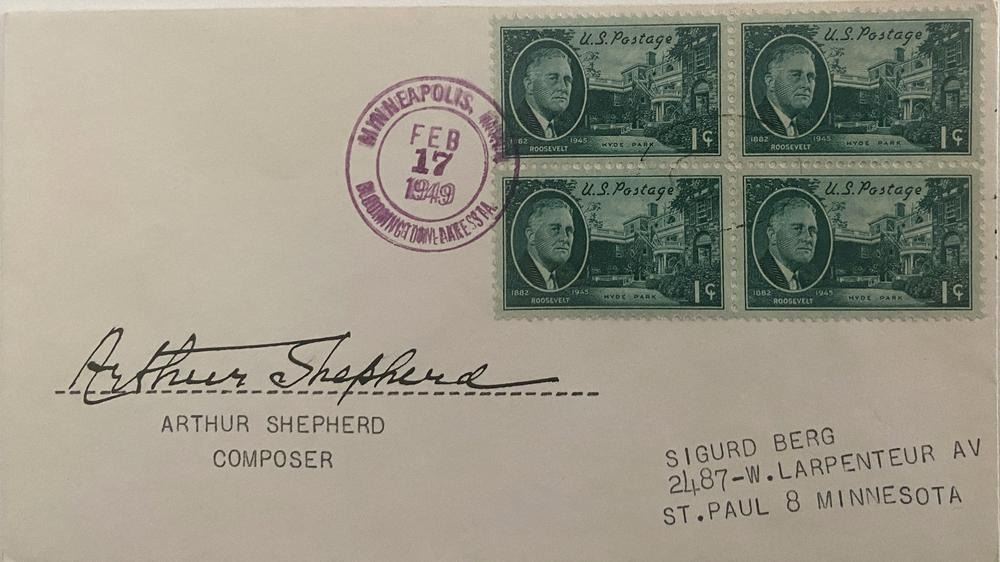 U.S. Postage
1882 1945
ROOSEVELT HYDE PARK 1¢
U.S. Postage
1882 1945
ROOSEVELT HYDE PARK 1¢
U.S. Postage
1882 1945
ROOSEVELT HYDE PARK 1¢
U.S. Postage
1882 1945
ROOSEVELT HYDE PARK 1¢
MINNEAPOLIS,
FEB
17
1949
Arthur Shepherd
ARTHUR SHEPHERD
COMPOSER
SIGURD BERG
2487-W.LARPENTEUR AV
ST.PAUL 8 MINNESOTA